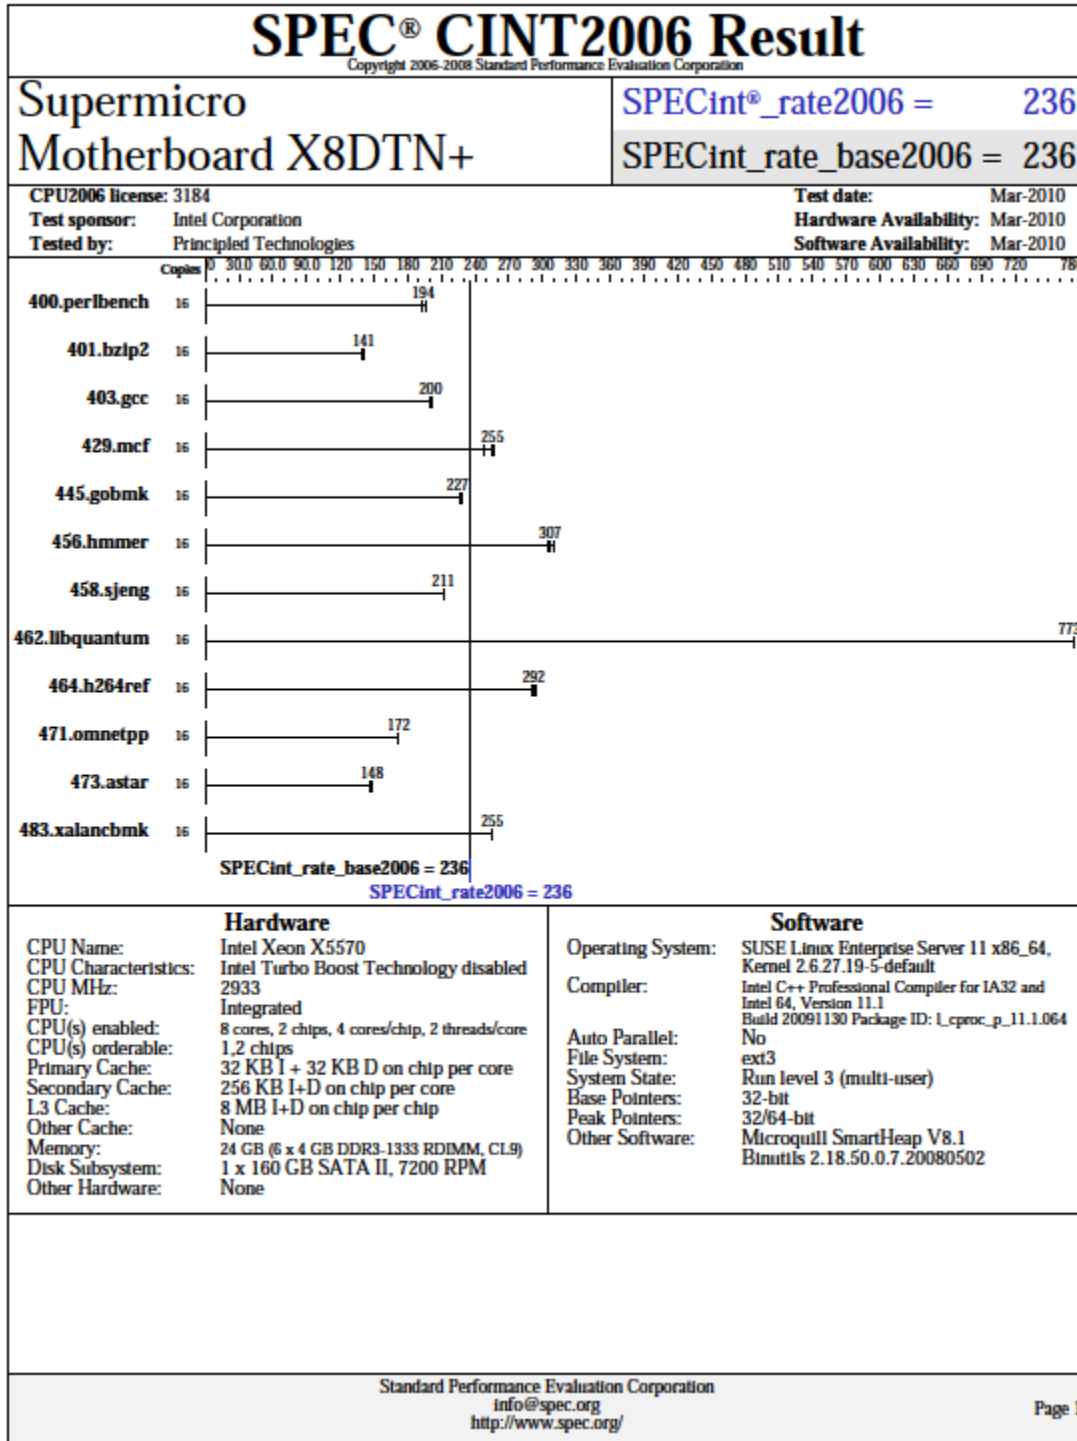 SPEC® CINT2006 Result
Copyright 2006-2008 Standard Performance Evaluation Corporation
Supermicro
Motherboard X8DTN+
SPECint®_rate2006 = 236
SPECint_rate_base2006 = 236
CPU2006 license: 3184
Test sponsor: Intel Corporation
Tested by: Principled Technologies
Test date: Mar-2010
Hardware Availability: Mar-2010
Software Availability: Mar-2010
Copies 0 30.0 60.0 90.0 120 150 180 210 240 270 300 330 360 390 420 450 480 510 540 570 600 630 660 690 720 78
400.perlbench 16 194
401.bzip2 16 141
403.gcc 16 200
429.mcf 16 255
445.gobmk 16 227
456.hmmer 16 307
458.sjeng 16 211
462.libquantum 16 773
464.h264ref 16 292
471.omnetpp 16 172
473.astar 16 148
483.xalancbmk 16 255
SPECint_rate_base2006 = 236
SPECint_rate2006 = 236
Hardware
CPU Name: Intel Xeon X5570
CPU Characteristics: Intel Turbo Boost Technology disabled
CPU MHz: 2933
FPU: Integrated
CPU(s) enabled: 8 cores, 2 chips, 4 cores/chip, 2 threads/core
CPU(s) orderable: 1,2 chips
Primary Cache: 32 KB I + 32 KB D on chip per core
Secondary Cache: 256 KB I+D on chip per core
L3 Cache: 8 MB I+D on chip per chip
Other Cache: None
Memory: 24 GB (6 x 4 GB DDR3-1333 RDIMM, CL9)
Disk Subsystem: 1 x 160 GB SATA II, 7200 RPM
Other Hardware: None
Software
Operating System: SUSE Linux Enterprise Server 11 x86_64,
Kernel 2.6.27.19-5-default
Compiler: Intel C++ Professional Compiler for IA32 and
Intel 64, Version 11.1
Build 20091130 Package ID: l_cproc_p_11.1.064
Auto Parallel: No
File System: ext3
System State: Run level 3 (multi-user)
Base Pointers: 32-bit
Peak Pointers: 32/64-bit
Other Software: Microquill SmartHeap V8.1
Binutils 2.18.50.0.7.20080502
Standard Performance Evaluation Corporation
info@spec.org
http://www.spec.org/
Page 1